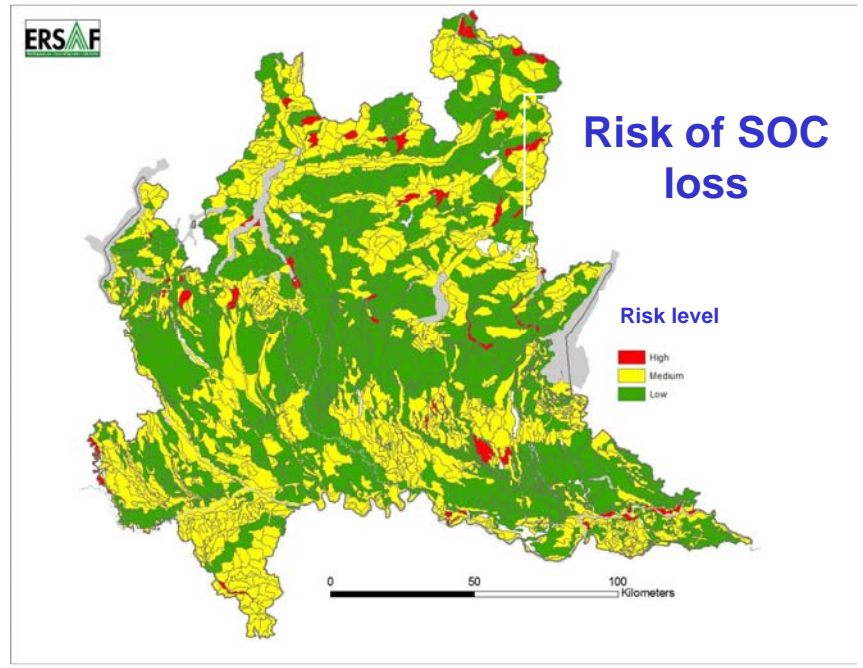 ERSAF
Risk of SOC
loss
Risk level
High
Medium
Low
0 50 100
Kilometers